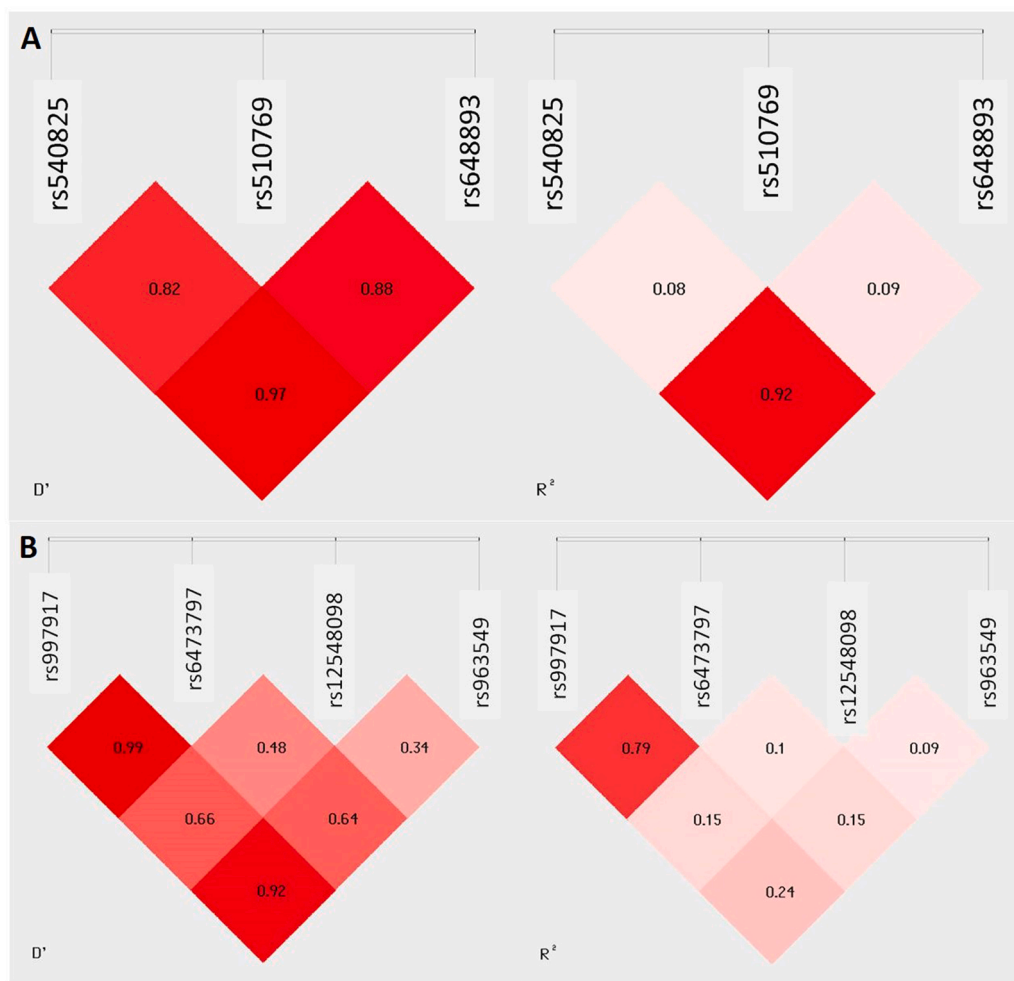 A
rs540825
rs510769
rs648893
0.82
0.88
0.97
D'
rs540825
rs510769
rs648893
0.08
0.09
0.92
R²
B
rs997917
rs6473797
rs12548098
rs963549
0.99
0.48
0.34
0.66
0.64
0.92
D'
rs997917
rs6473797
rs12548098
rs963549
0.79
0.1
0.09
0.15
0.15
0.24
R²